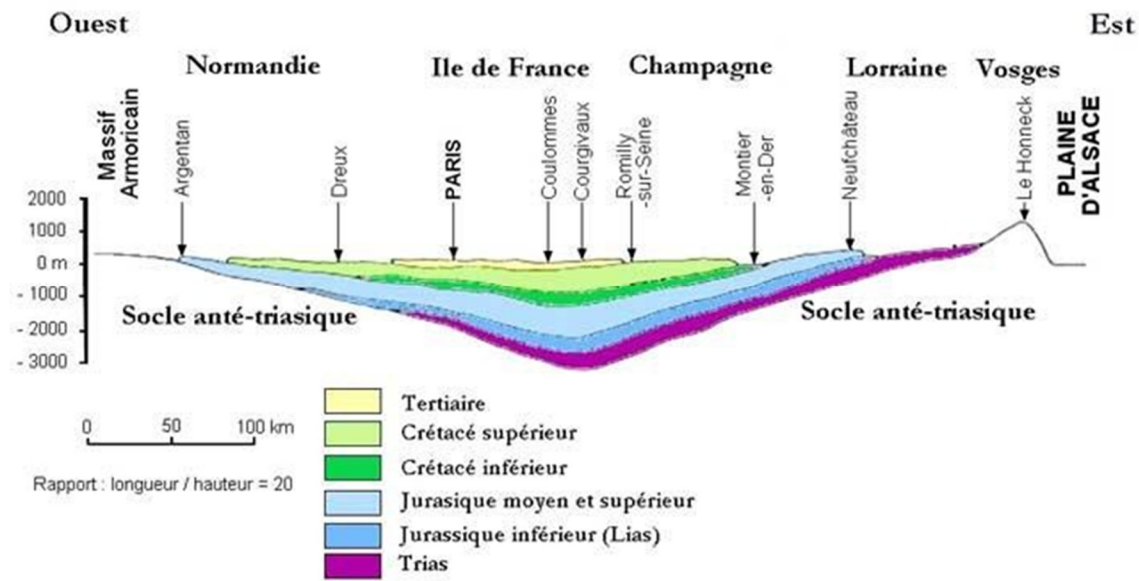 Ouest
Est
Normandie
Ile de France
Champagne
Lorraine
Vosges
Massif
Amoricain
Argentan
Dreux
PARIS
Coulommes
Courgivaux
Romilly
-sur-Seine
Montier
-en-Der
Neufchâteau
Le Honneck
PLAINE
D'ALSACE
2000
1000
0 m
- 1000
- 2000
- 3000
Socle anté-triasique
Socle anté-triasique
0 50 100 km
Rapport : longueur / hauteur = 20
Tertiaire
Crétacé supérieur
Crétacé inférieur
Jurasique moyen et supérieur
Jurassique inférieur (Lias)
Trias